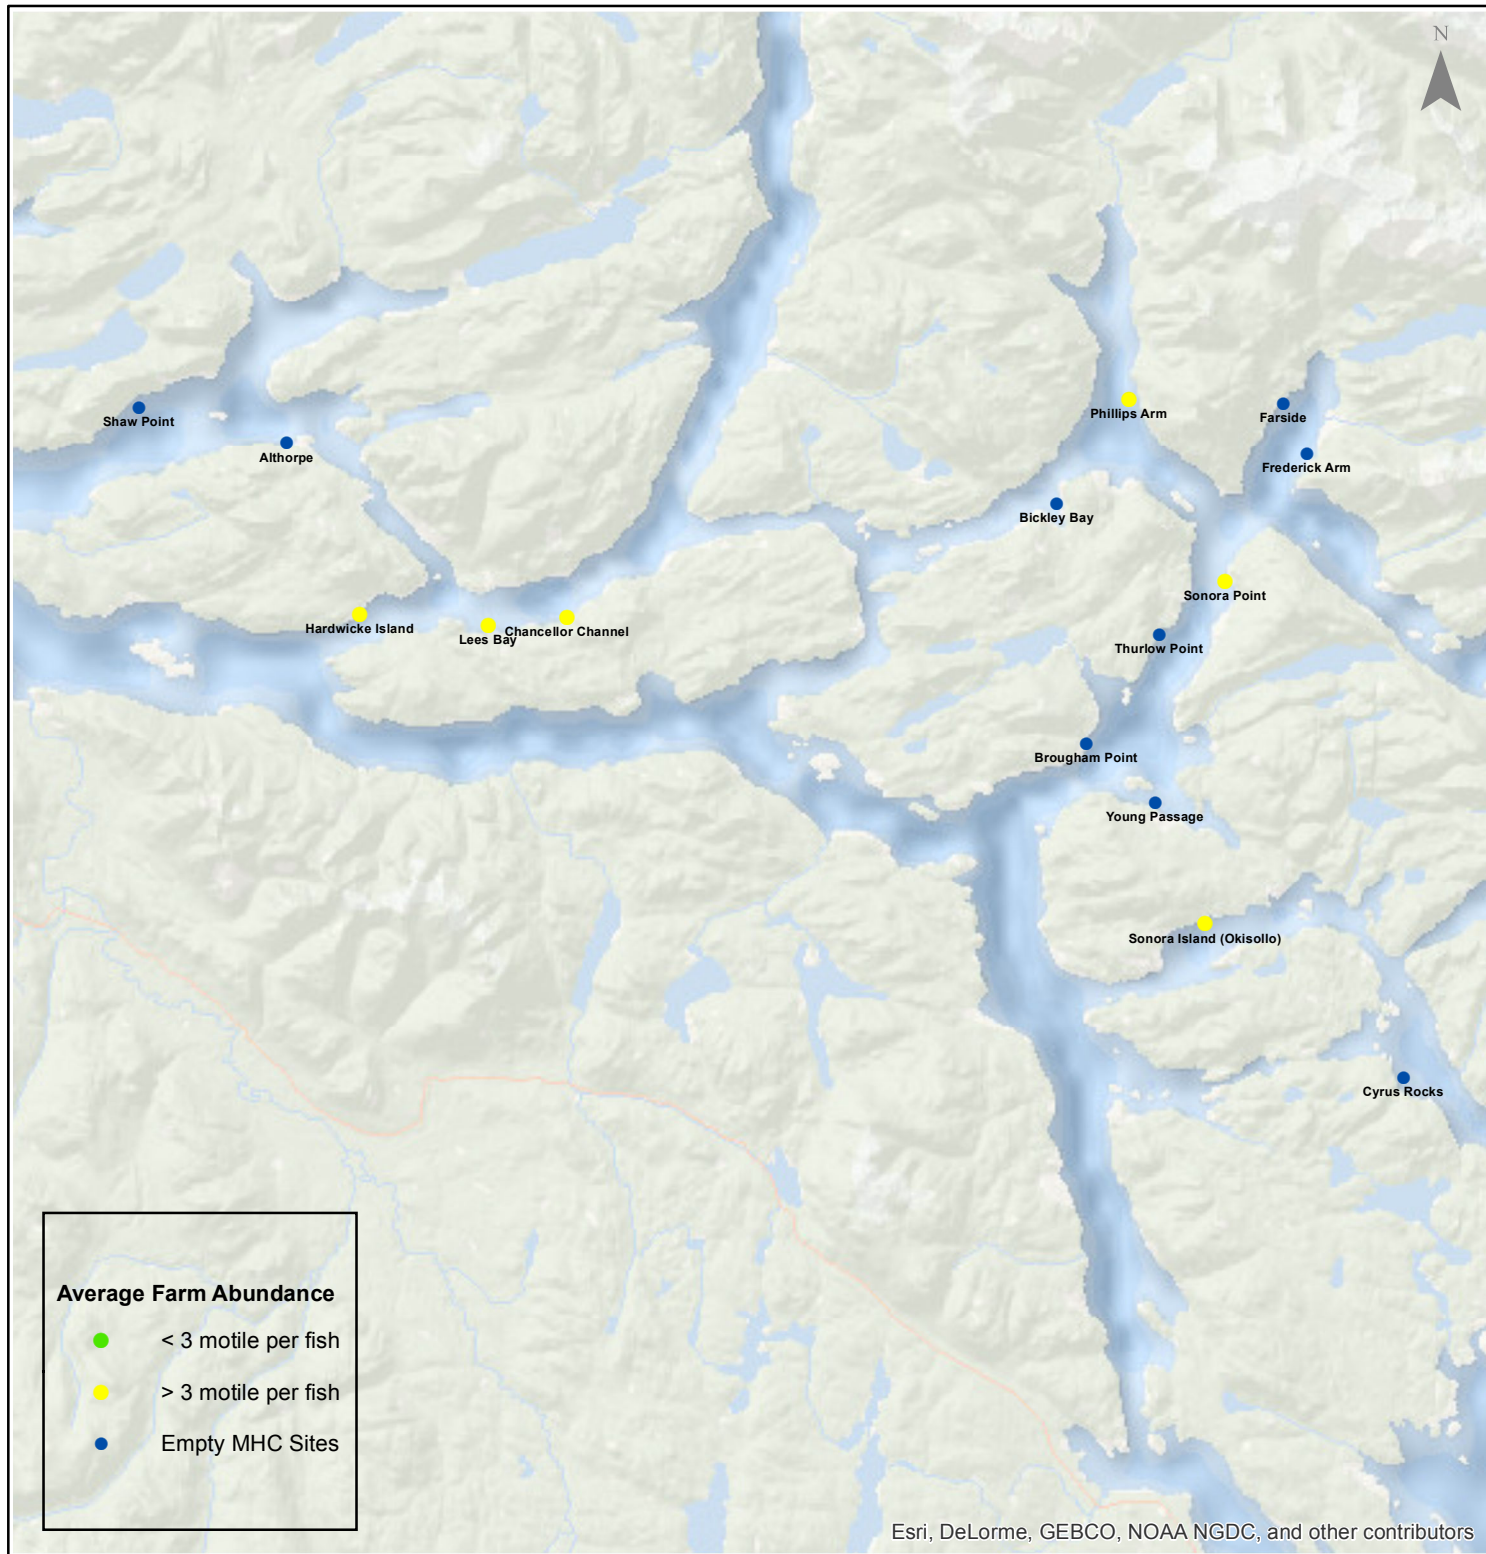 N
Phillips Arm
Farside
Shaw Point
Althorpe
Frederick Arm
Bickley Bay
Sonora Point
Hardwicke Island
Lees Bay
Chancellor Channel
Thurlow Point
Brougham Point
Young Passage
Sonora Island (Okisollo)
Cyrus Rocks
Average Farm Abundance
< 3 motile per fish
> 3 motile per fish
Empty MHC Sites
Esri, DeLorme, GEBCO, NOAA NGDC, and other contributors